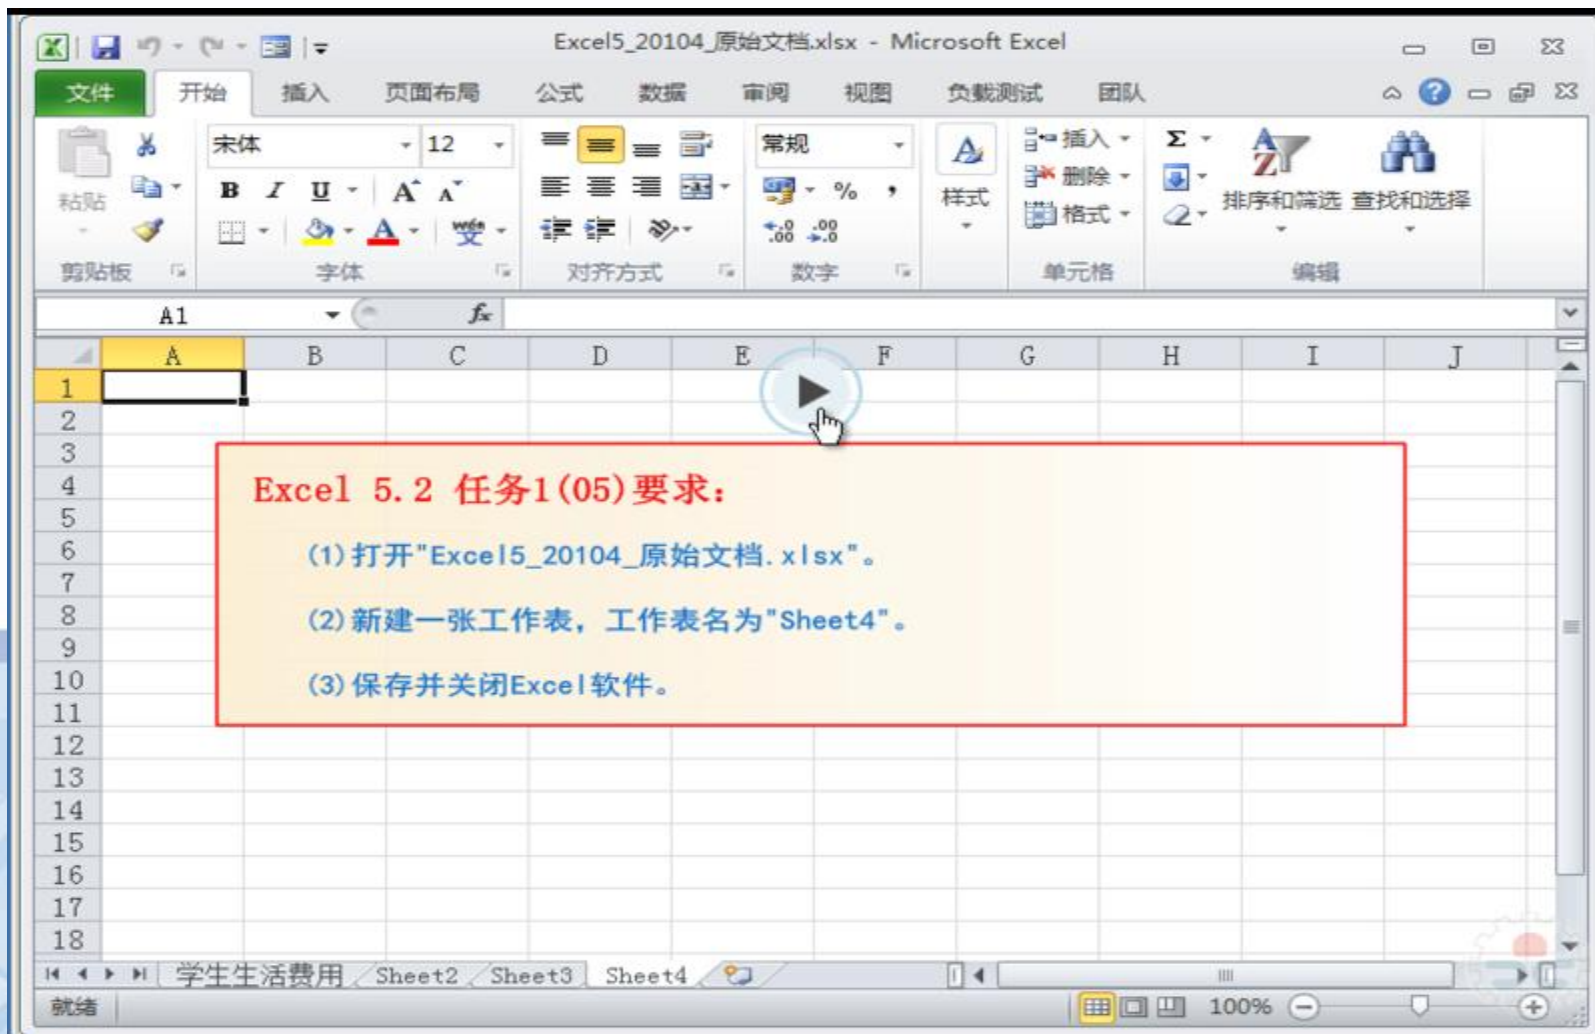 Excel5_20104_原始文档.xlsx - Microsoft Excel
文件 开始 插入 页面布局 公式 数据 审阅 视图 负载测试 团队
宋体 12 常规 插入 Σ
粘贴 B I U A A % , 样式 删除 排序和筛选 查找和选择
A wén 文 .00 .0 格式
剪贴板 字体 对齐方式 数字 单元格 编辑
A1 fx
A B C D E F G H I J
1
2
3
4
5
6
7
8
9
10
11
12
13
14
15
16
17
18
Excel 5.2 任务1(05)要求:
(1)打开"Excel5_20104_原始文档.xlsx"。
(2)新建一张工作表，工作表名为"Sheet4"。
(3)保存并关闭Excel软件。
学生生活费用 Sheet2 Sheet3 Sheet4
就绪 100%